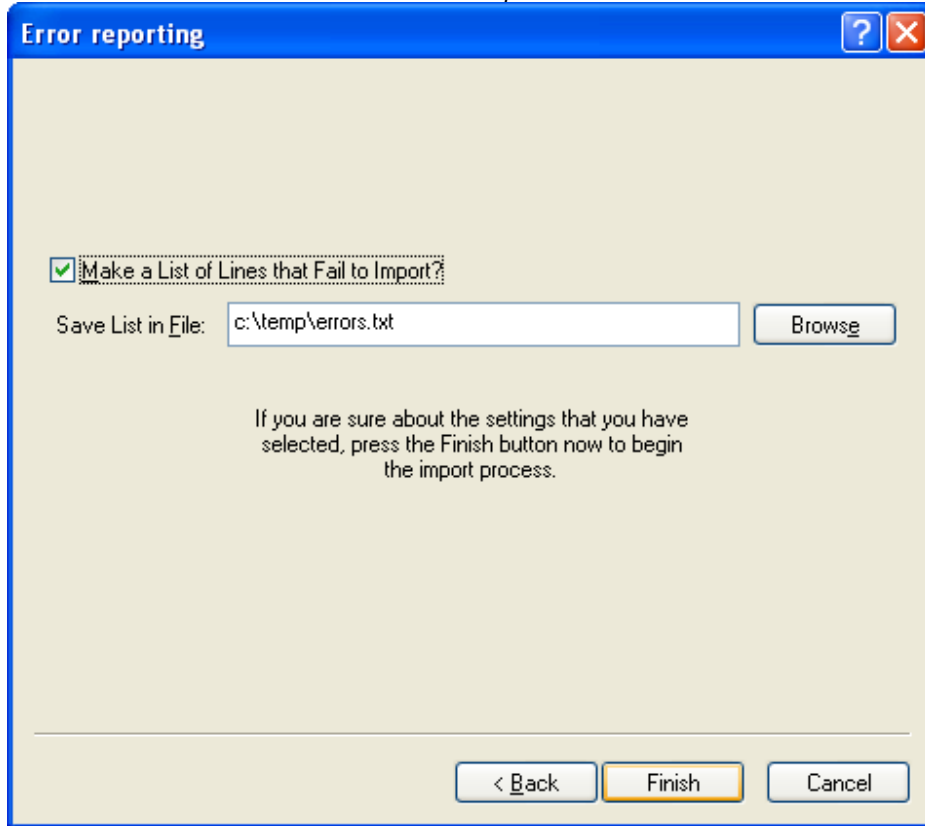 Error reporting
Make a List of Lines that Fail to Import?
Save List in File:
c:\temp\errors.txt
Browse
If you are sure about the settings that you have
selected, press the Finish button now to begin
the import process.
< Back
Finish
Cancel